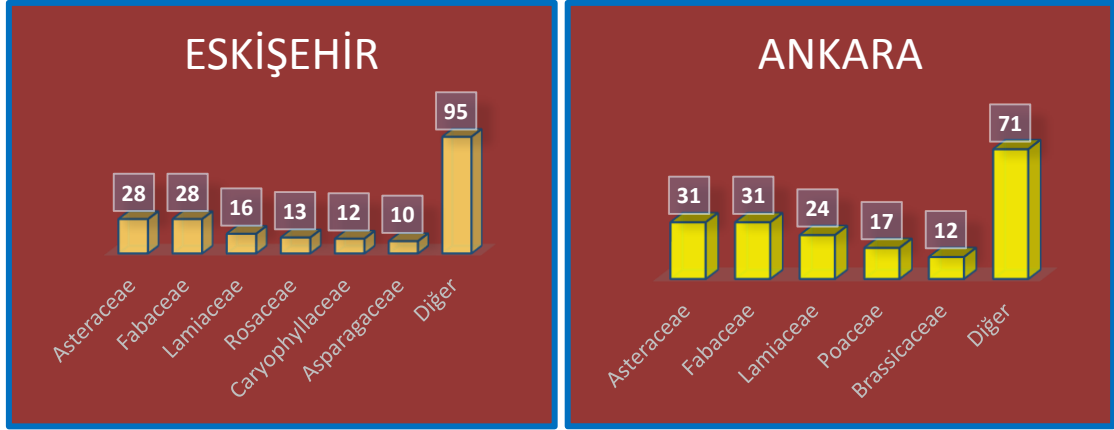 ESKİŞEHİR
95
28
28
16
13
12
10
Asteraceae
Fabaceae
Lamiaceae
Rosaceae
Caryophyllaceae
Asparagaceae
Diğer
ANKARA
71
31
31
24
17
12
Asteraceae
Fabaceae
Lamiaceae
Poaceae
Brassicaceae
Diğer